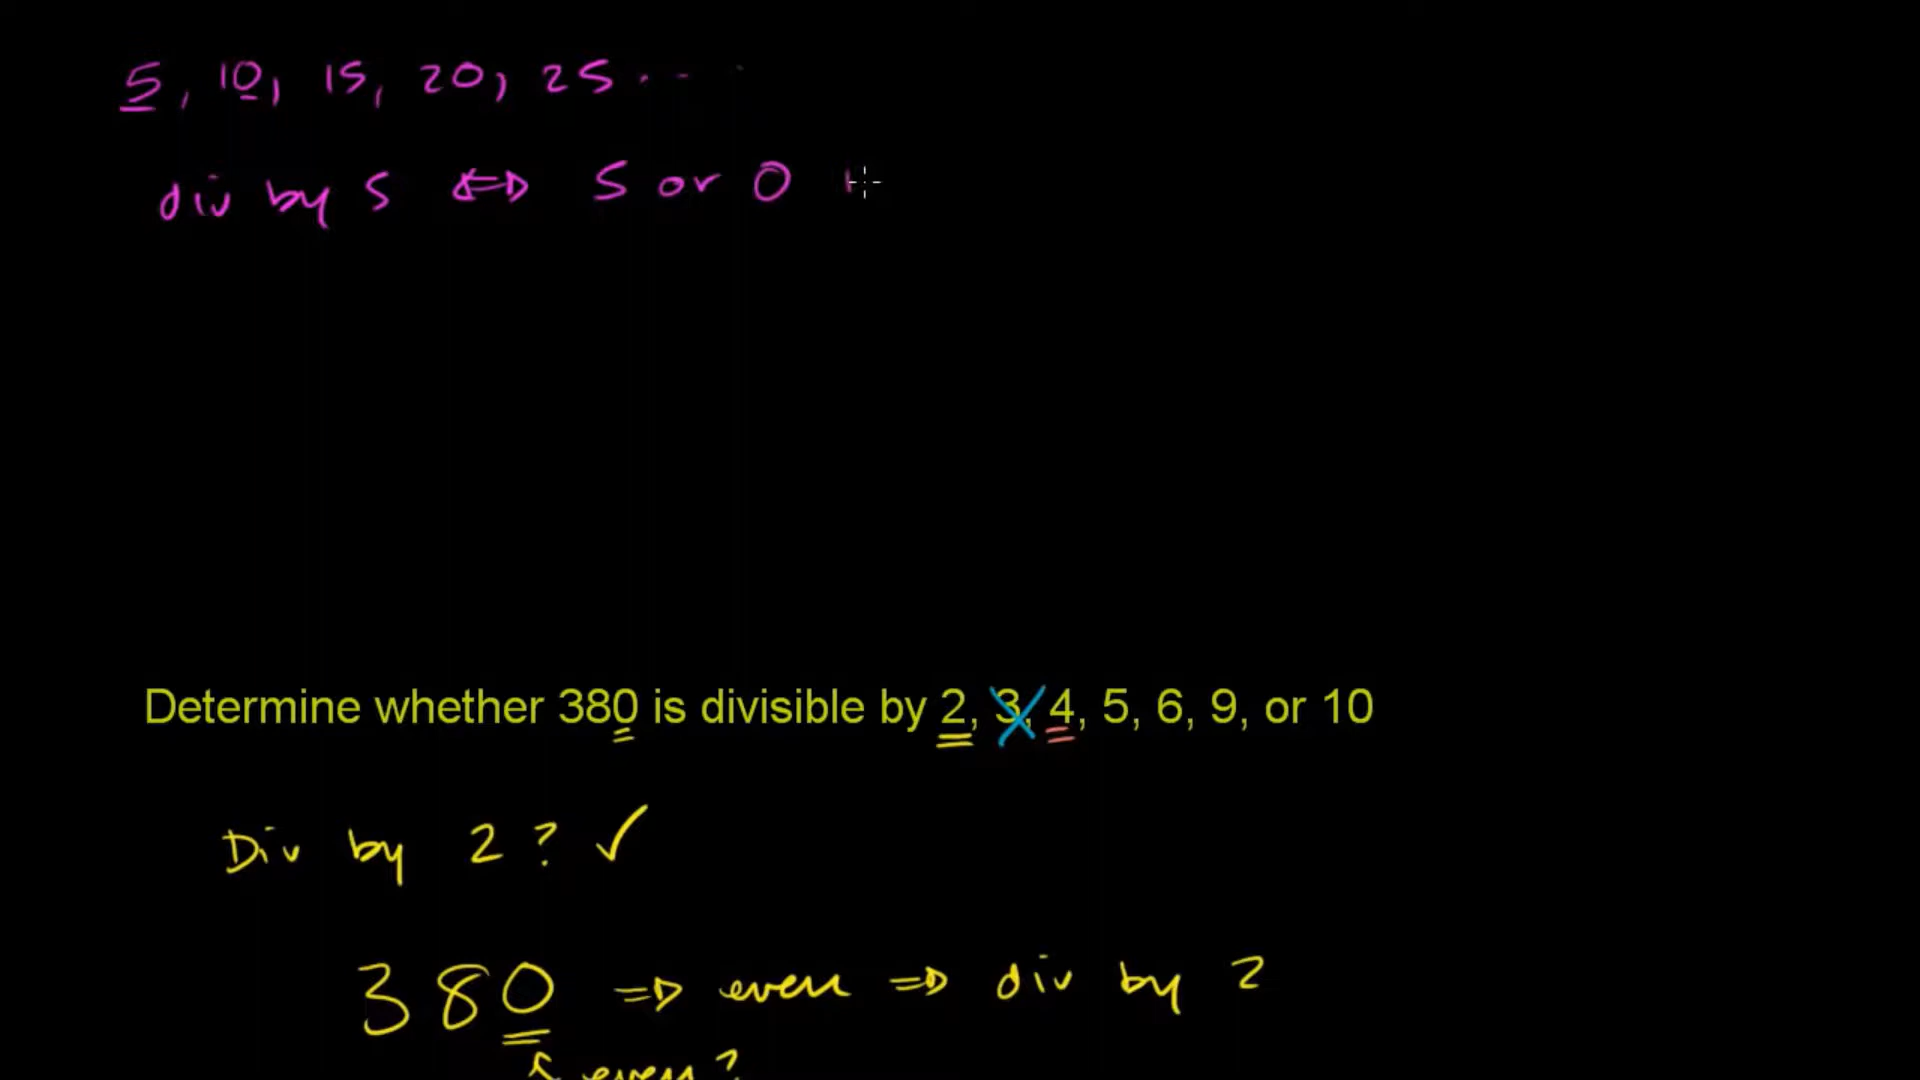 5, 10, 15, 20, 25...
div by 5 ⇔ 5 or 0
Determine whether 380 is divisible by 2, 3, 4, 5, 6, 9, or 10
Div by 2 ? ✓
380 ⇒ even ⇒ div by 2
even?